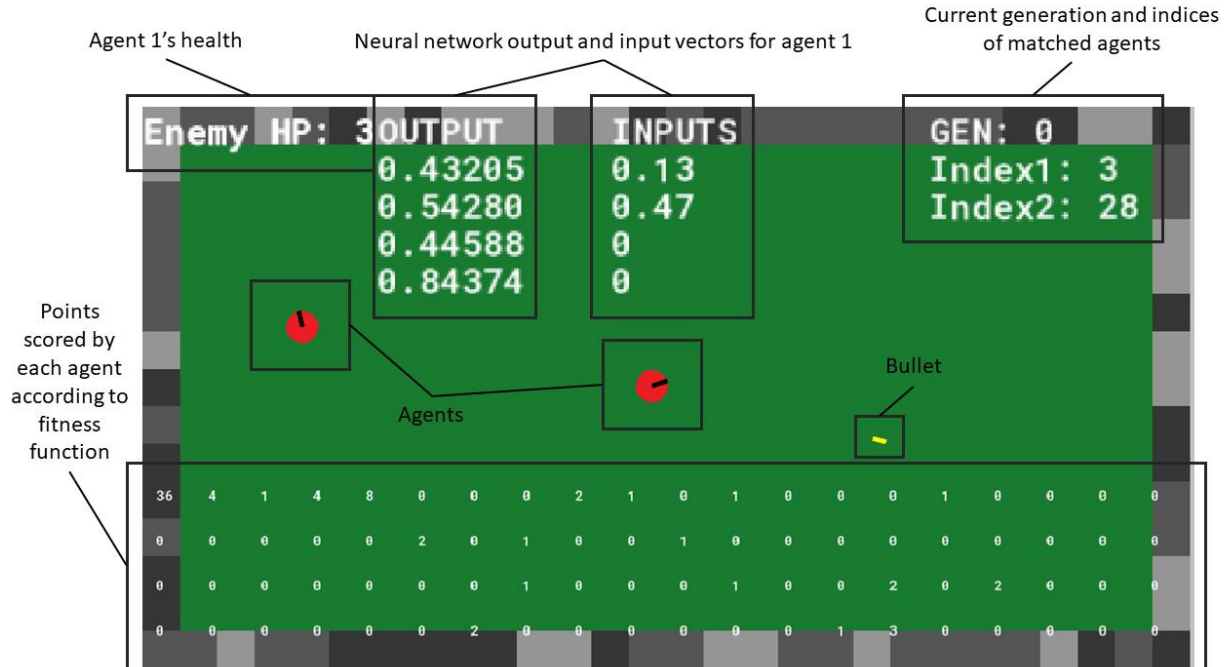 Current generation and indices
of matched agents
Agent 1's health
Neural network output and input vectors for agent 1
Enemy HP: 3
OUTPUT
0.43205
0.54280
0.44588
0.84374
INPUTS
0.13
0.47
0
0
GEN: 0
Index1: 3
Index2: 28
Points
scored by
each agent
according to
fitness
function
Agents
Bullet
36 4 1 4 8 0 0 0 2 1 0 1 0 0 0 1 0 0 0 0
0 0 0 0 0 2 0 1 0 0 1 0 0 0 0 0 0 0 0 0
0 0 0 0 0 0 0 1 0 0 0 1 0 0 2 0 2 0 0 0
0 0 0 0 0 0 2 0 0 0 0 0 0 1 3 0 0 0 0 0